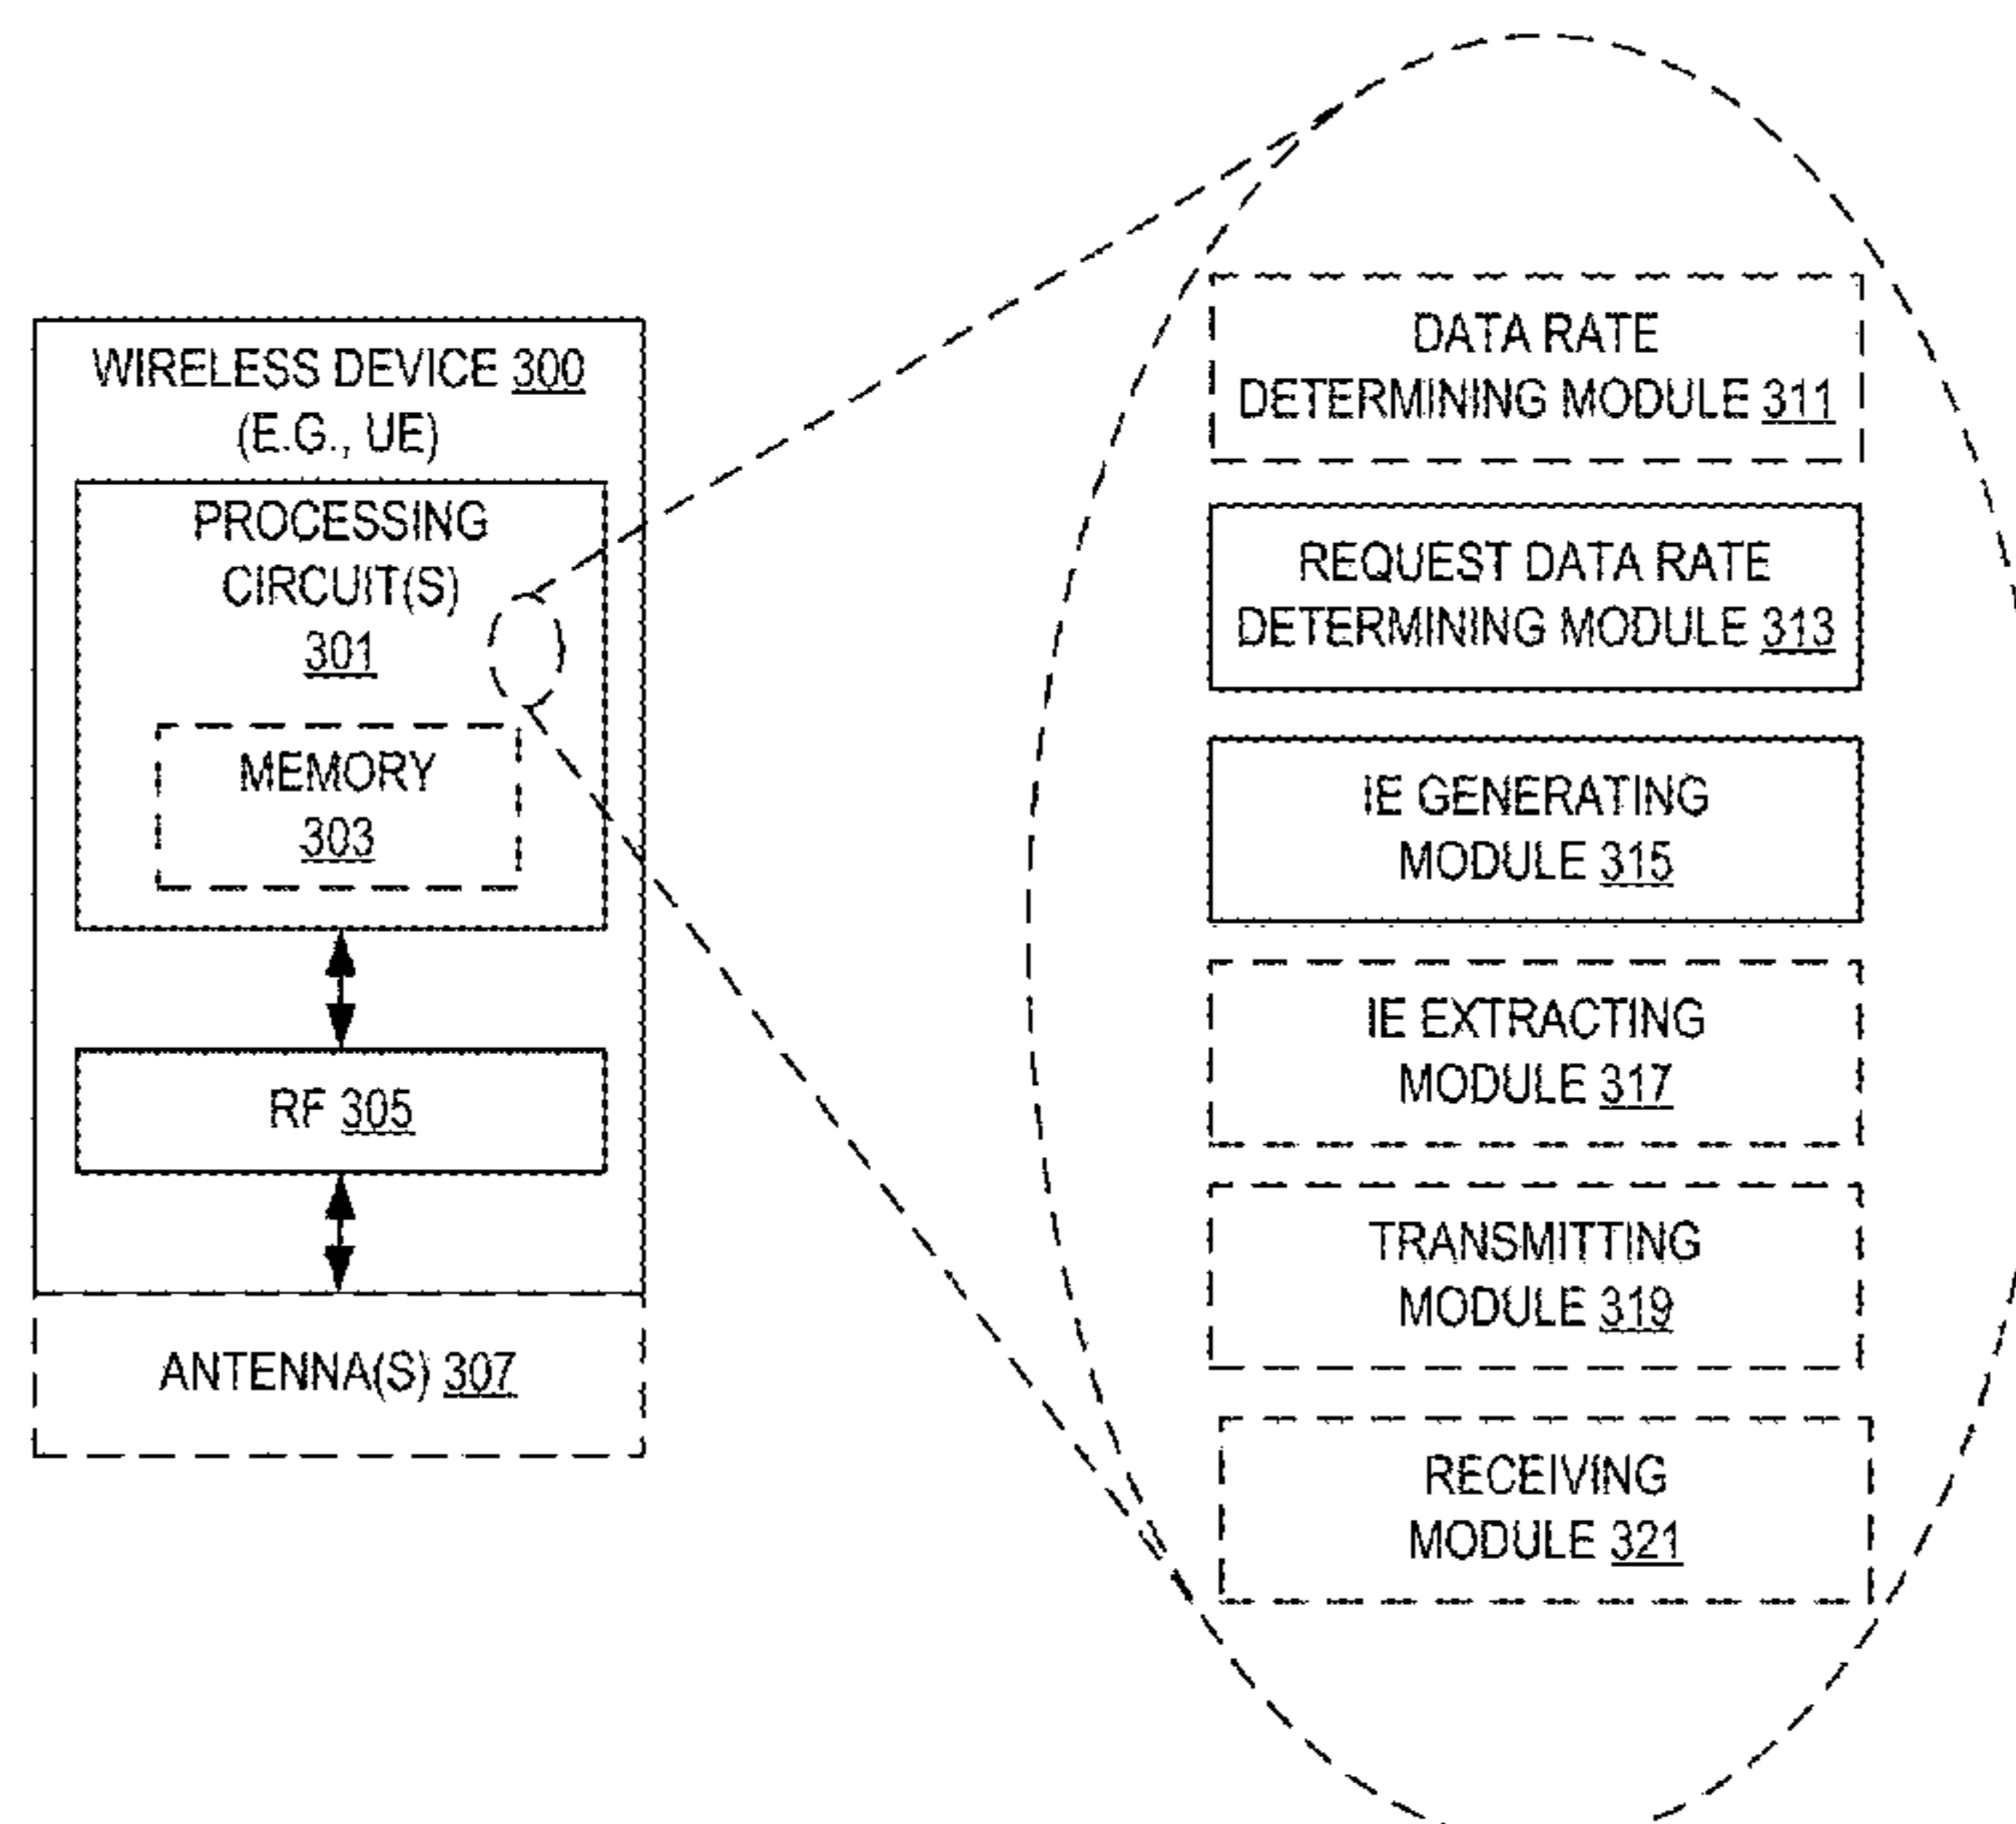 WIRELESS DEVICE 300
(E.G., UE)
PROCESSING
CIRCUIT(S)
301
MEMORY
303
RF 305
ANTENNA(S) 307
DATA RATE
DETERMINING MODULE 311
REQUEST DATA RATE
DETERMINING MODULE 313
IE GENERATING
MODULE 315
IE EXTRACTING
MODULE 317
TRANSMITTING
MODULE 319
RECEIVING
MODULE 321